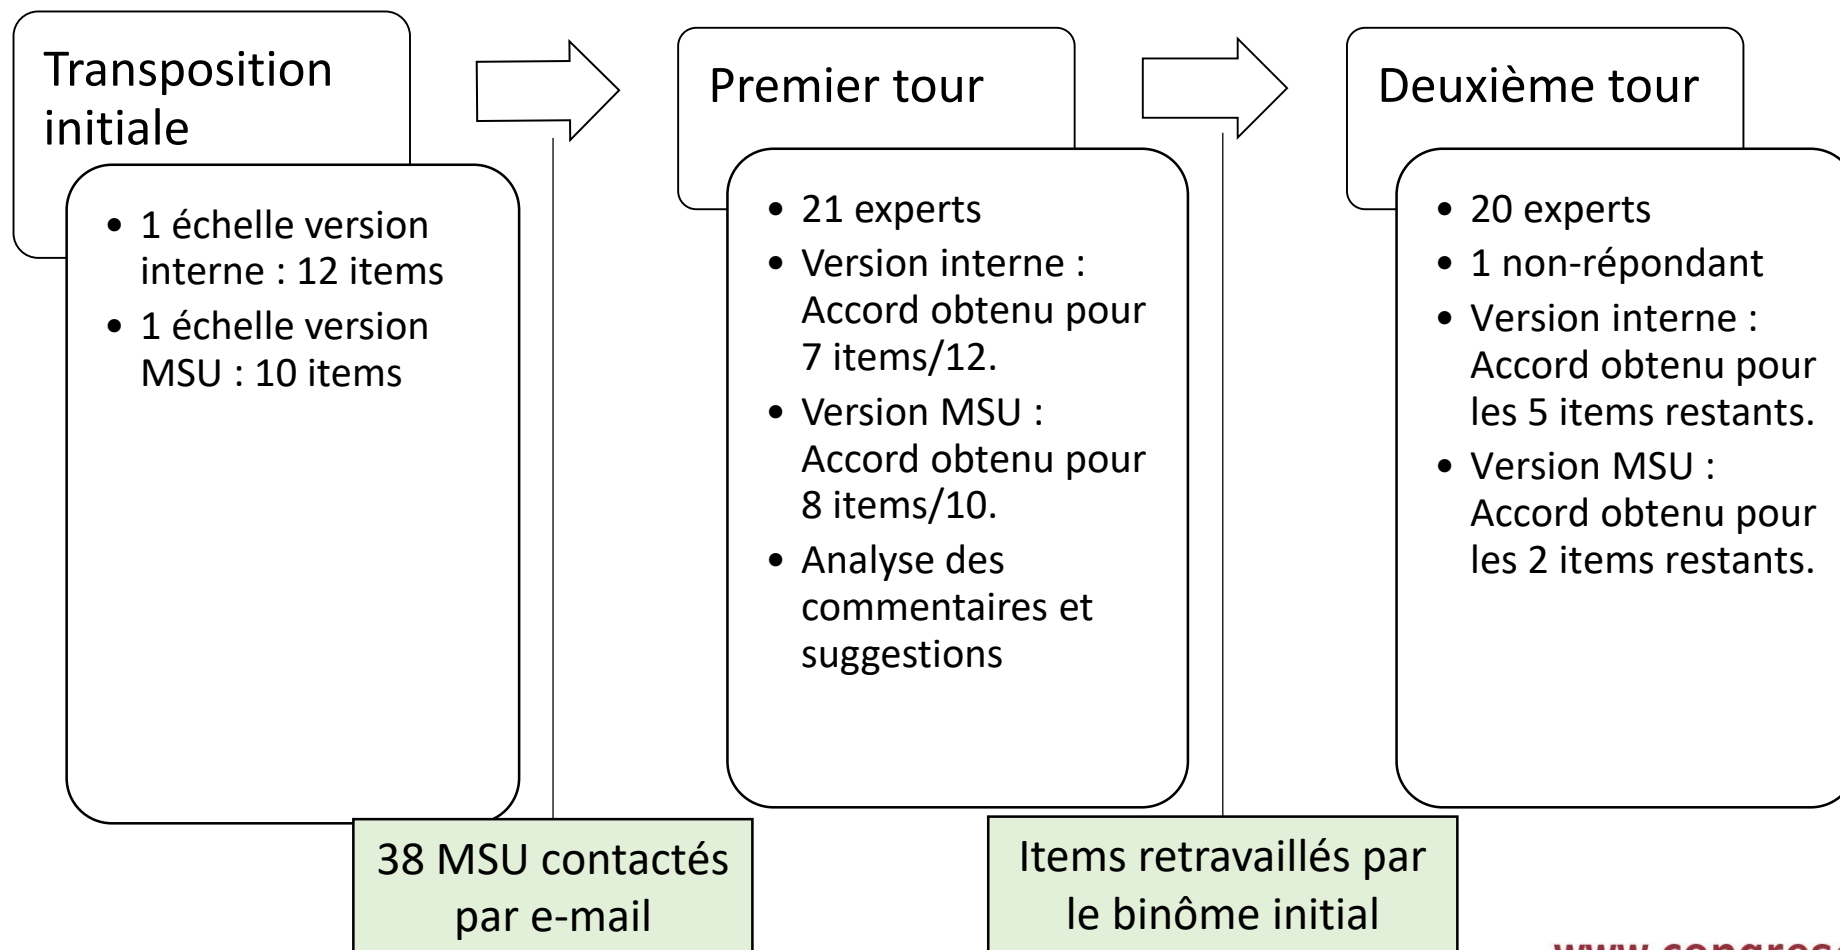 Transposition
initiale
• 1 échelle version
interne : 12 items
• 1 échelle version
MSU : 10 items
38 MSU contactés
par e-mail
Premier tour
• 21 experts
• Version interne :
Accord obtenu pour
7 items/12.
• Version MSU :
Accord obtenu pour
8 items/10.
• Analyse des
commentaires et
suggestions
Items retravaillés par
le binôme initial
Deuxième tour
• 20 experts
• 1 non-répondant
• Version interne :
Accord obtenu pour
les 5 items restants.
• Version MSU :
Accord obtenu pour
les 2 items restants.